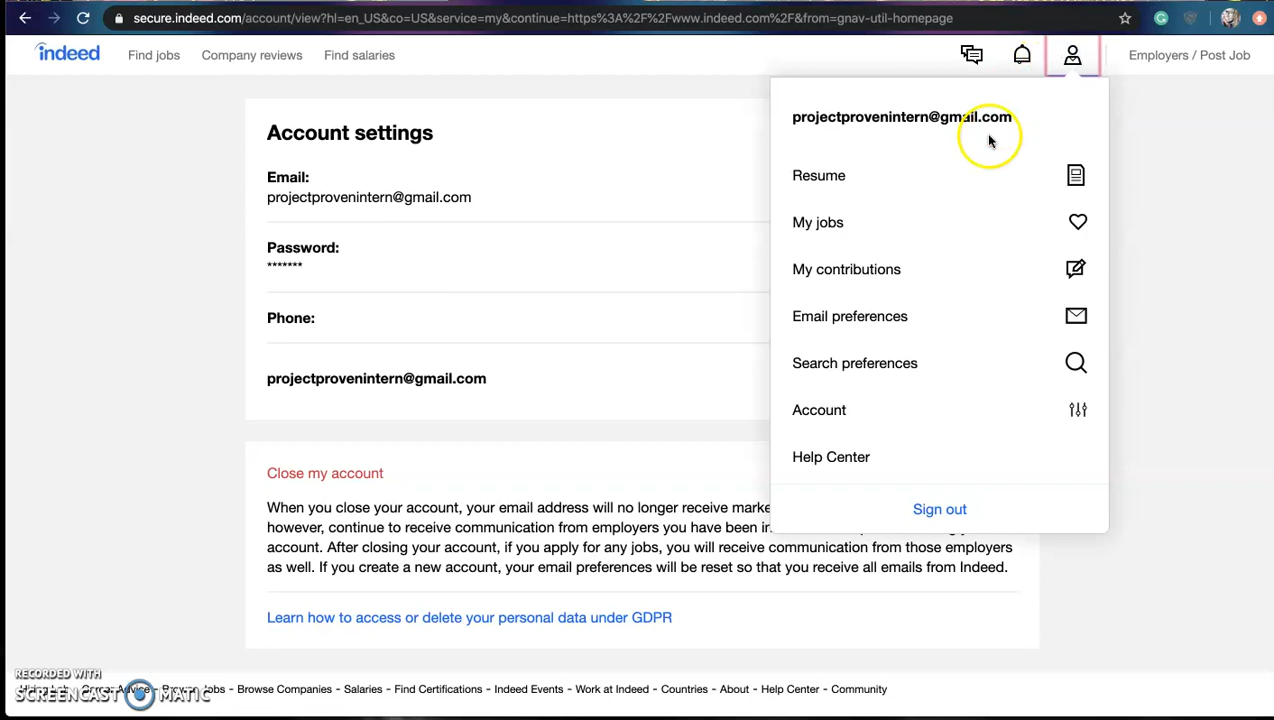 secure.indeed.com/account/view?hl=en_US&co=US&service=my&continue=https%3A%2F%2Fwww.indeed.com%2F&from=gnav-util-homepage
indeed Find jobs Company reviews Find salaries Employers / Post Job
projectprovenintern@gmail.com
Resume
My jobs
My contributions
Email preferences
Search preferences
Account
Help Center
Sign out
Account settings
Email:
projectprovenintern@gmail.com
Password:
*******
Phone:
projectprovenintern@gmail.com
Close my account
When you close your account, your email address will no longer receive
however, continue to receive communication from employers you have been
account. After closing your account, if you apply for any jobs, you will receive communication from those employers
as well. If you create a new account, your email preferences will be reset so that you receive all emails from Indeed.
Learn how to access or delete your personal data under GDPR
RECORDED WITH
SCREENCAST MATIC
Jobs - Browse Companies - Salaries - Find Certifications - Indeed Events - Work at Indeed - Countries - About - Help Center - Community